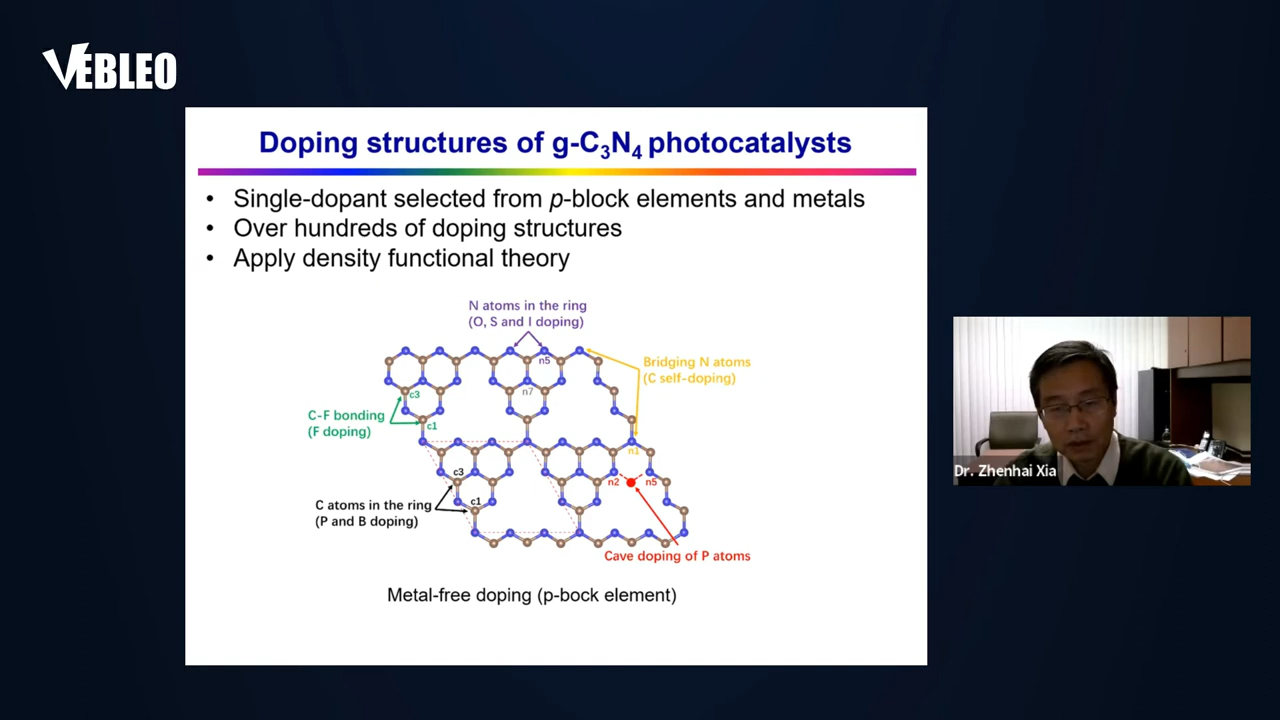 VEBLEO
Doping structures of g-C3N4 photocatalysts
• Single-dopant selected from p-block elements and metals
• Over hundreds of doping structures
• Apply density functional theory
N atoms in the ring
(O, S and I doping)
n5
Bridging N atoms
(C self-doping)
c3
n7
C-F bonding
(F doping)
c1
n1
c3
n2
n5
Dr. Zhenhai Xia
C atoms in the ring
(P and B doping)
c1
Cave doping of P atoms
Metal-free doping (p-bock element)